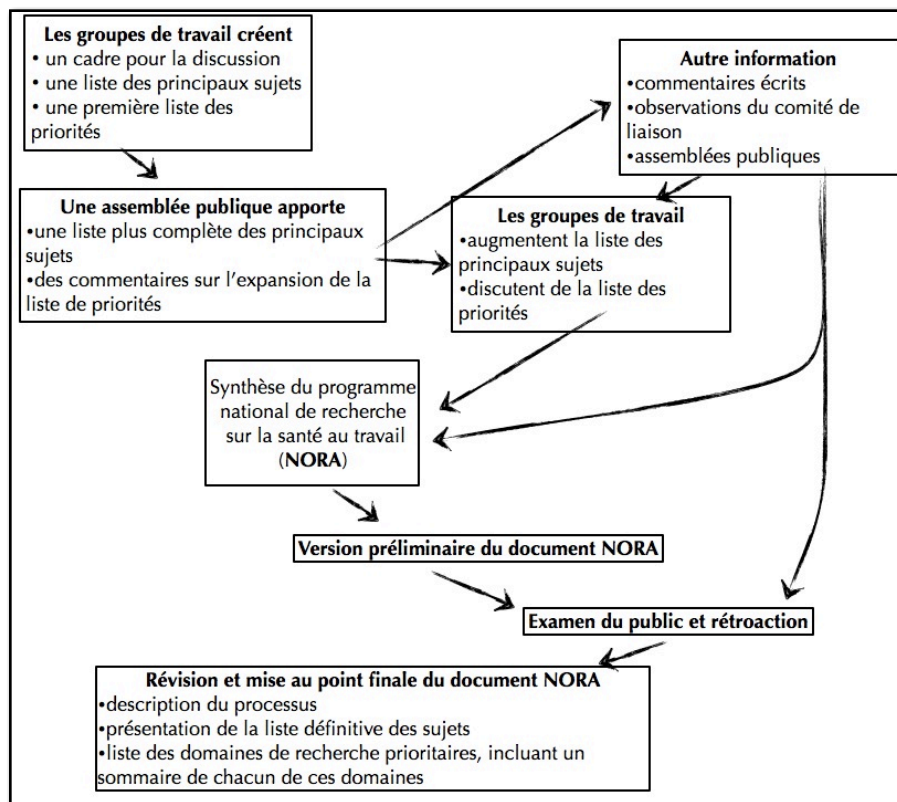 Les groupes de travail créent
• un cadre pour la discussion
• une liste des principaux sujets
• une première liste des
priorités)
Autre information
•commentaires écrits
•observations du comité de
liaison
•assemblées publiques
Une assemblée publique apporte
•une liste plus complète des principaux
sujets
•des commentaires sur l'expansion de la
liste de priorités)
Les groupes de travail
•augmentent la liste des
principaux sujets
•discutent de la liste des
priorités)
Synthèse du programme
national de recherche
sur la santé au travail
(NORA)
Version préliminaire du document NORA
Examen du public et rétroaction
Révision et mise au point finale du document NORA
•description du processus
•présentation de la liste définitive des sujets
•liste des domaines de recherche prioritaires, incluant un
sommaire de chacun de ces domaines